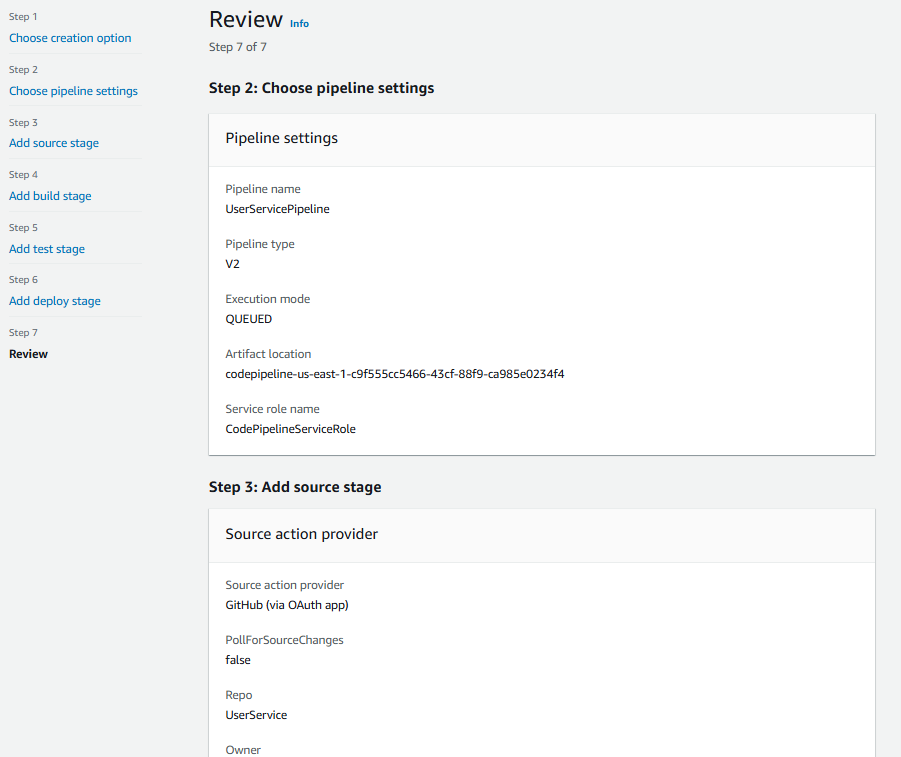 Step 1
Choose creation option
Step 2
Choose pipeline settings
Step 3
Add source stage
Step 4
Add build stage
Step 5
Add test stage
Step 6
Add deploy stage
Step 7
Review
Review Info
Step 7 of 7
Step 2: Choose pipeline settings
Pipeline settings
Pipeline name
UserServicePipeline
Pipeline type
V2
Execution mode
QUEUED
Artifact location
codepipeline-us-east-1-c9f555cc5466-43cf-88f9-ca985e0234f4
Service role name
CodePipelineServiceRole
Step 3: Add source stage
Source action provider
Source action provider
GitHub (via OAuth app)
PollForSourceChanges
false
Repo
UserService
Owner